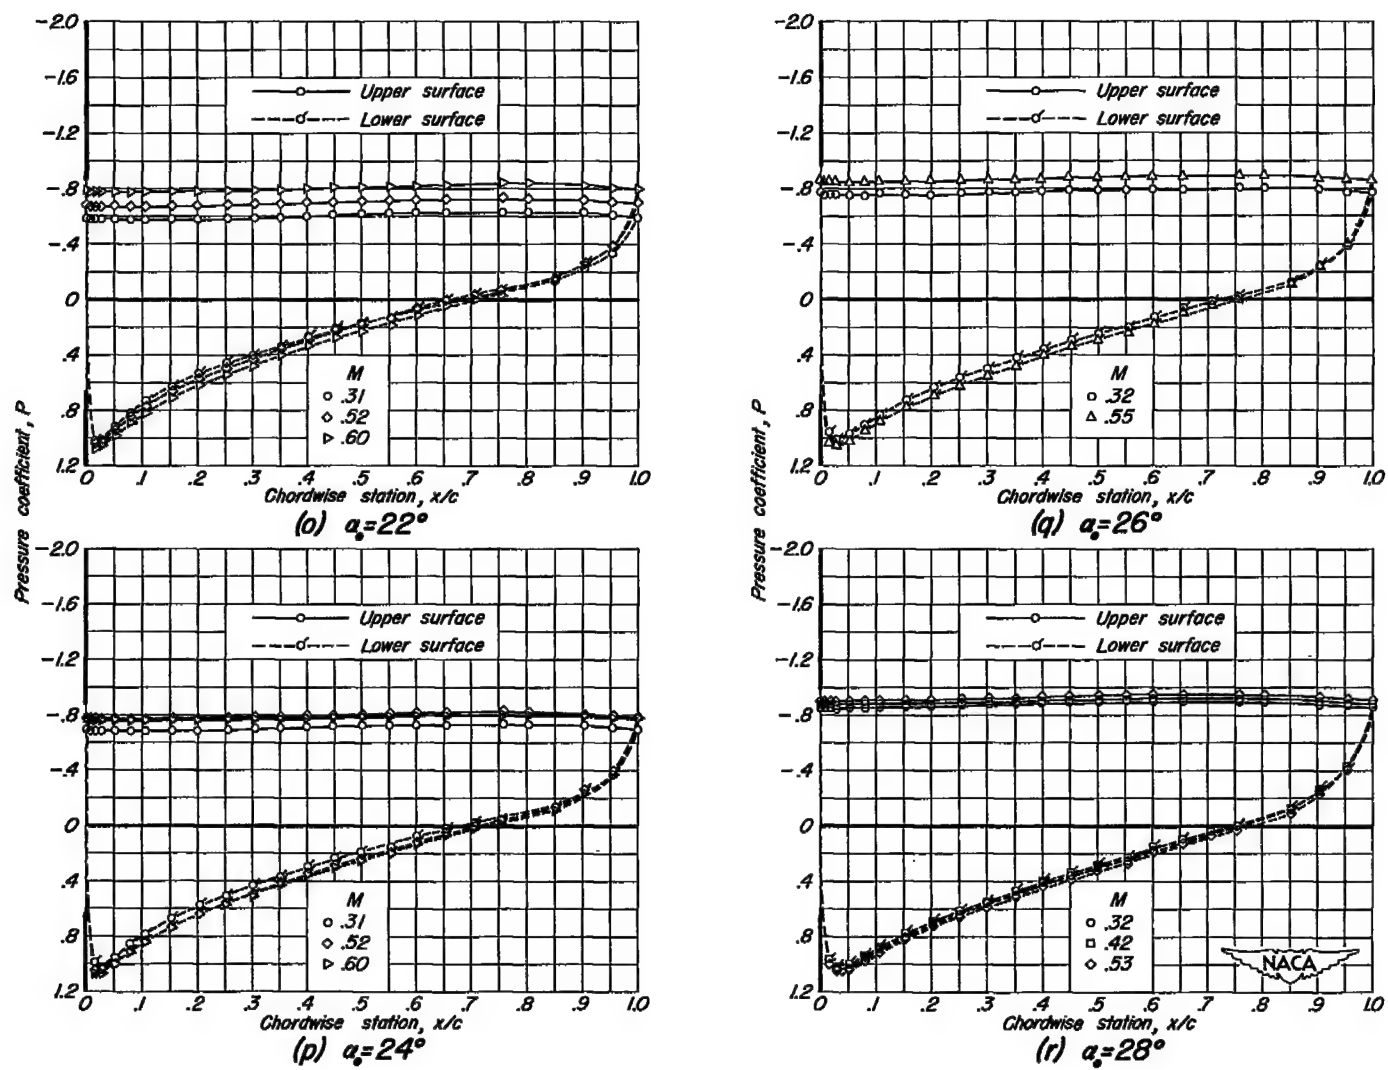 -2.0
-1.6
-1.2
-.8
-.4
0
.4
.8
1.2
Upper surface
Lower surface
M
.31
.52
.60
0 .1 .2 .3 .4 .5 .6 .7 .8 .9 1.0
Chordwise station, x/c
(o) α₀=22°
-2.0
-1.6
-1.2
-.8
-.4
0
.4
.8
1.2
Upper surface
Lower surface
M
.32
.55
0 .1 .2 .3 .4 .5 .6 .7 .8 .9 1.0
Chordwise station, x/c
(q) α₀=26°
Pressure coefficient, P
Pressure coefficient, P
-2.0
-1.6
-1.2
-.8
-.4
0
.4
.8
1.2
Upper surface
Lower surface
M
.31
.52
.60
0 .1 .2 .3 .4 .5 .6 .7 .8 .9 1.0
Chordwise station, x/c
(p) α₀=24°
-2.0
-1.6
-1.2
-.8
-.4
0
.4
.8
1.2
Upper surface
Lower surface
M
.32
.42
.53
NACA
0 .1 .2 .3 .4 .5 .6 .7 .8 .9 1.0
Chordwise station, x/c
(r) α₀=28°